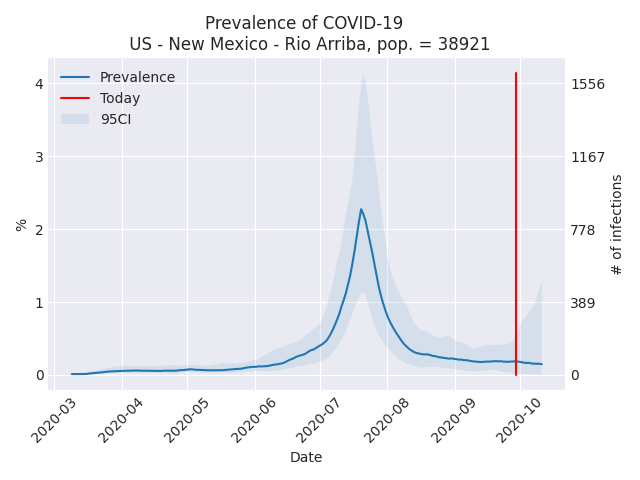 Prevalence of COVID-19
US - New Mexico - Rio Arriba, pop. = 38921
Prevalence
Today
95CI
4
3
2
1
0
%
1556
1167
778
389
0
# of infections
2020-03
2020-04
2020-05
2020-06
2020-07
2020-08
2020-09
2020-10
Date